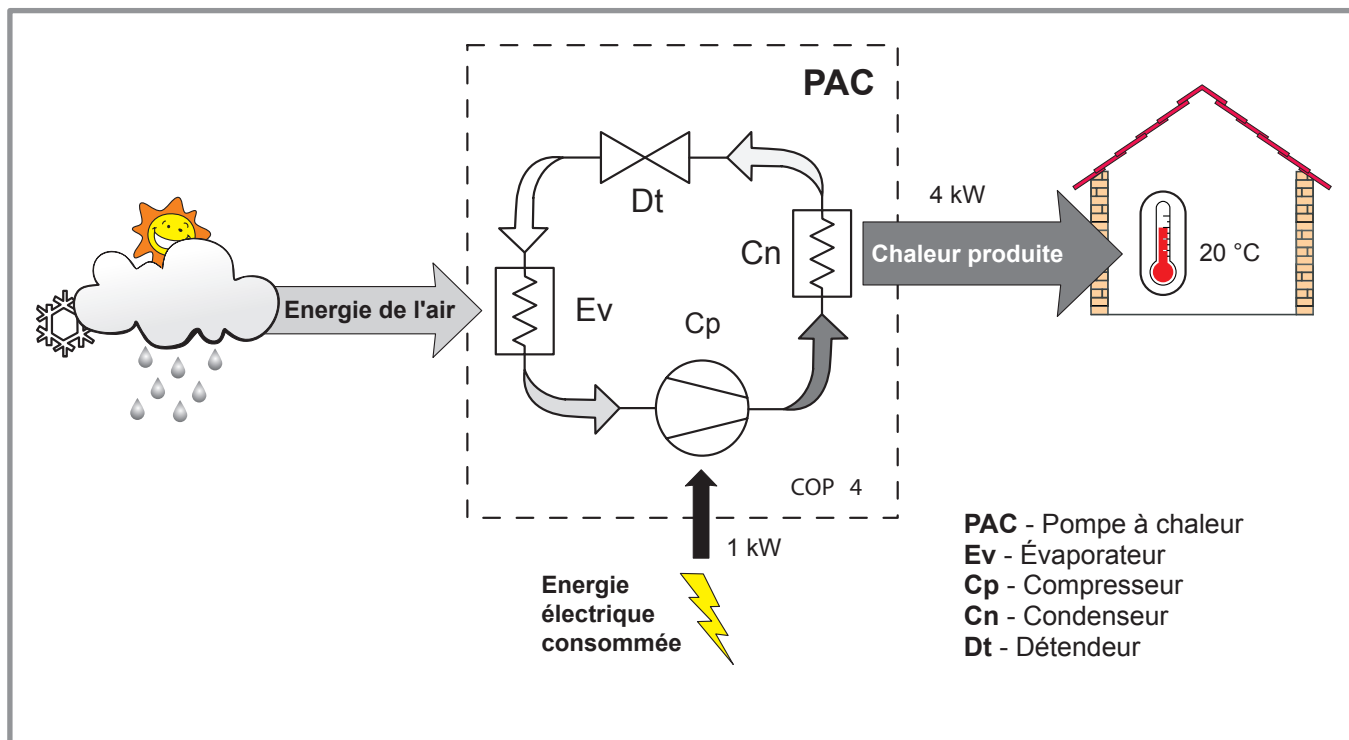 PAC
Dt
4 kW
Cn
Chaleur produite
20 °C
Energie de l'air
Ev
Cp
COP 4
1 kW
Energie
électrique
consommée
PAC - Pompe à chaleur
Ev - Évaporateur
Cp - Compresseur
Cn - Condenseur
Dt - Détendeur